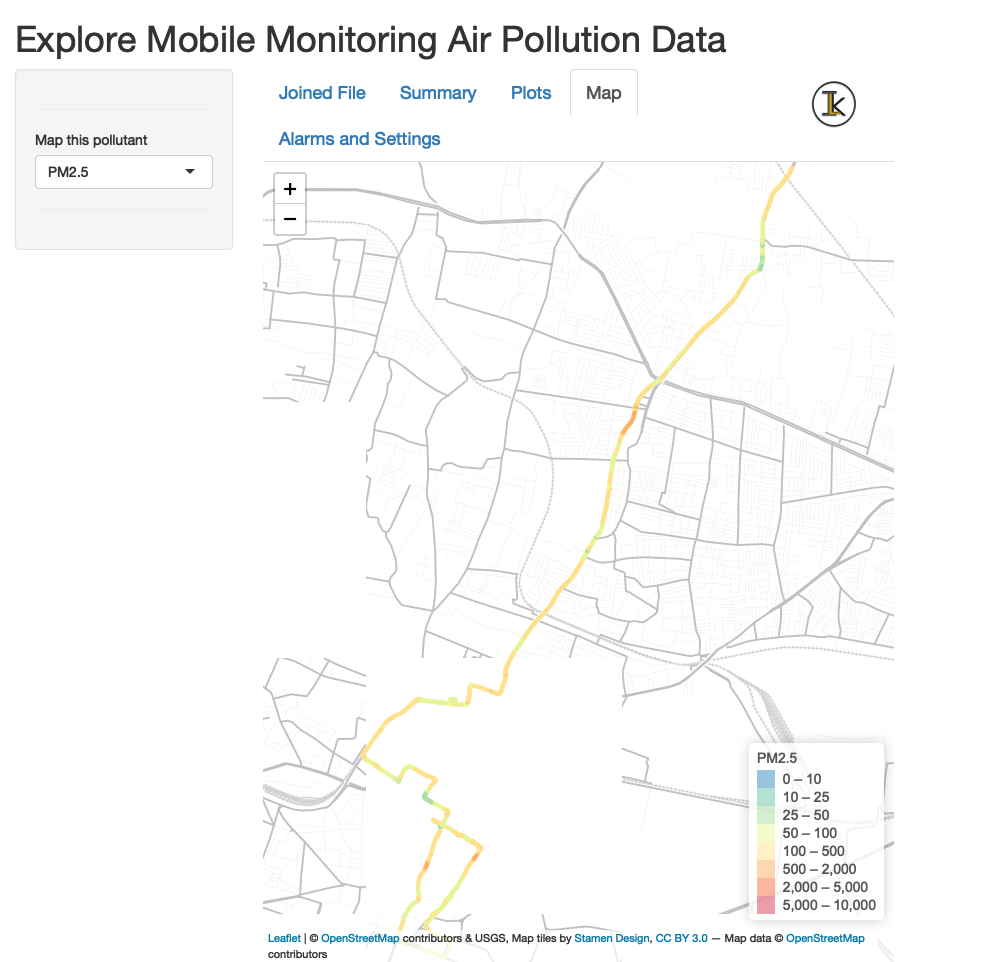 Explore Mobile Monitoring Air Pollution Data
Joined File Summary Plots Map
Alarms and Settings
Map this pollutant
PM2.5
+
−
PM2.5
0 – 10
10 – 25
25 – 50
50 – 100
100 – 500
500 – 2,000
2,000 – 5,000
5,000 – 10,000
Leaflet | © OpenStreetMap contributors & USGS, Map tiles by Stamen Design, CC BY 3.0 — Map data © OpenStreetMap
contributors